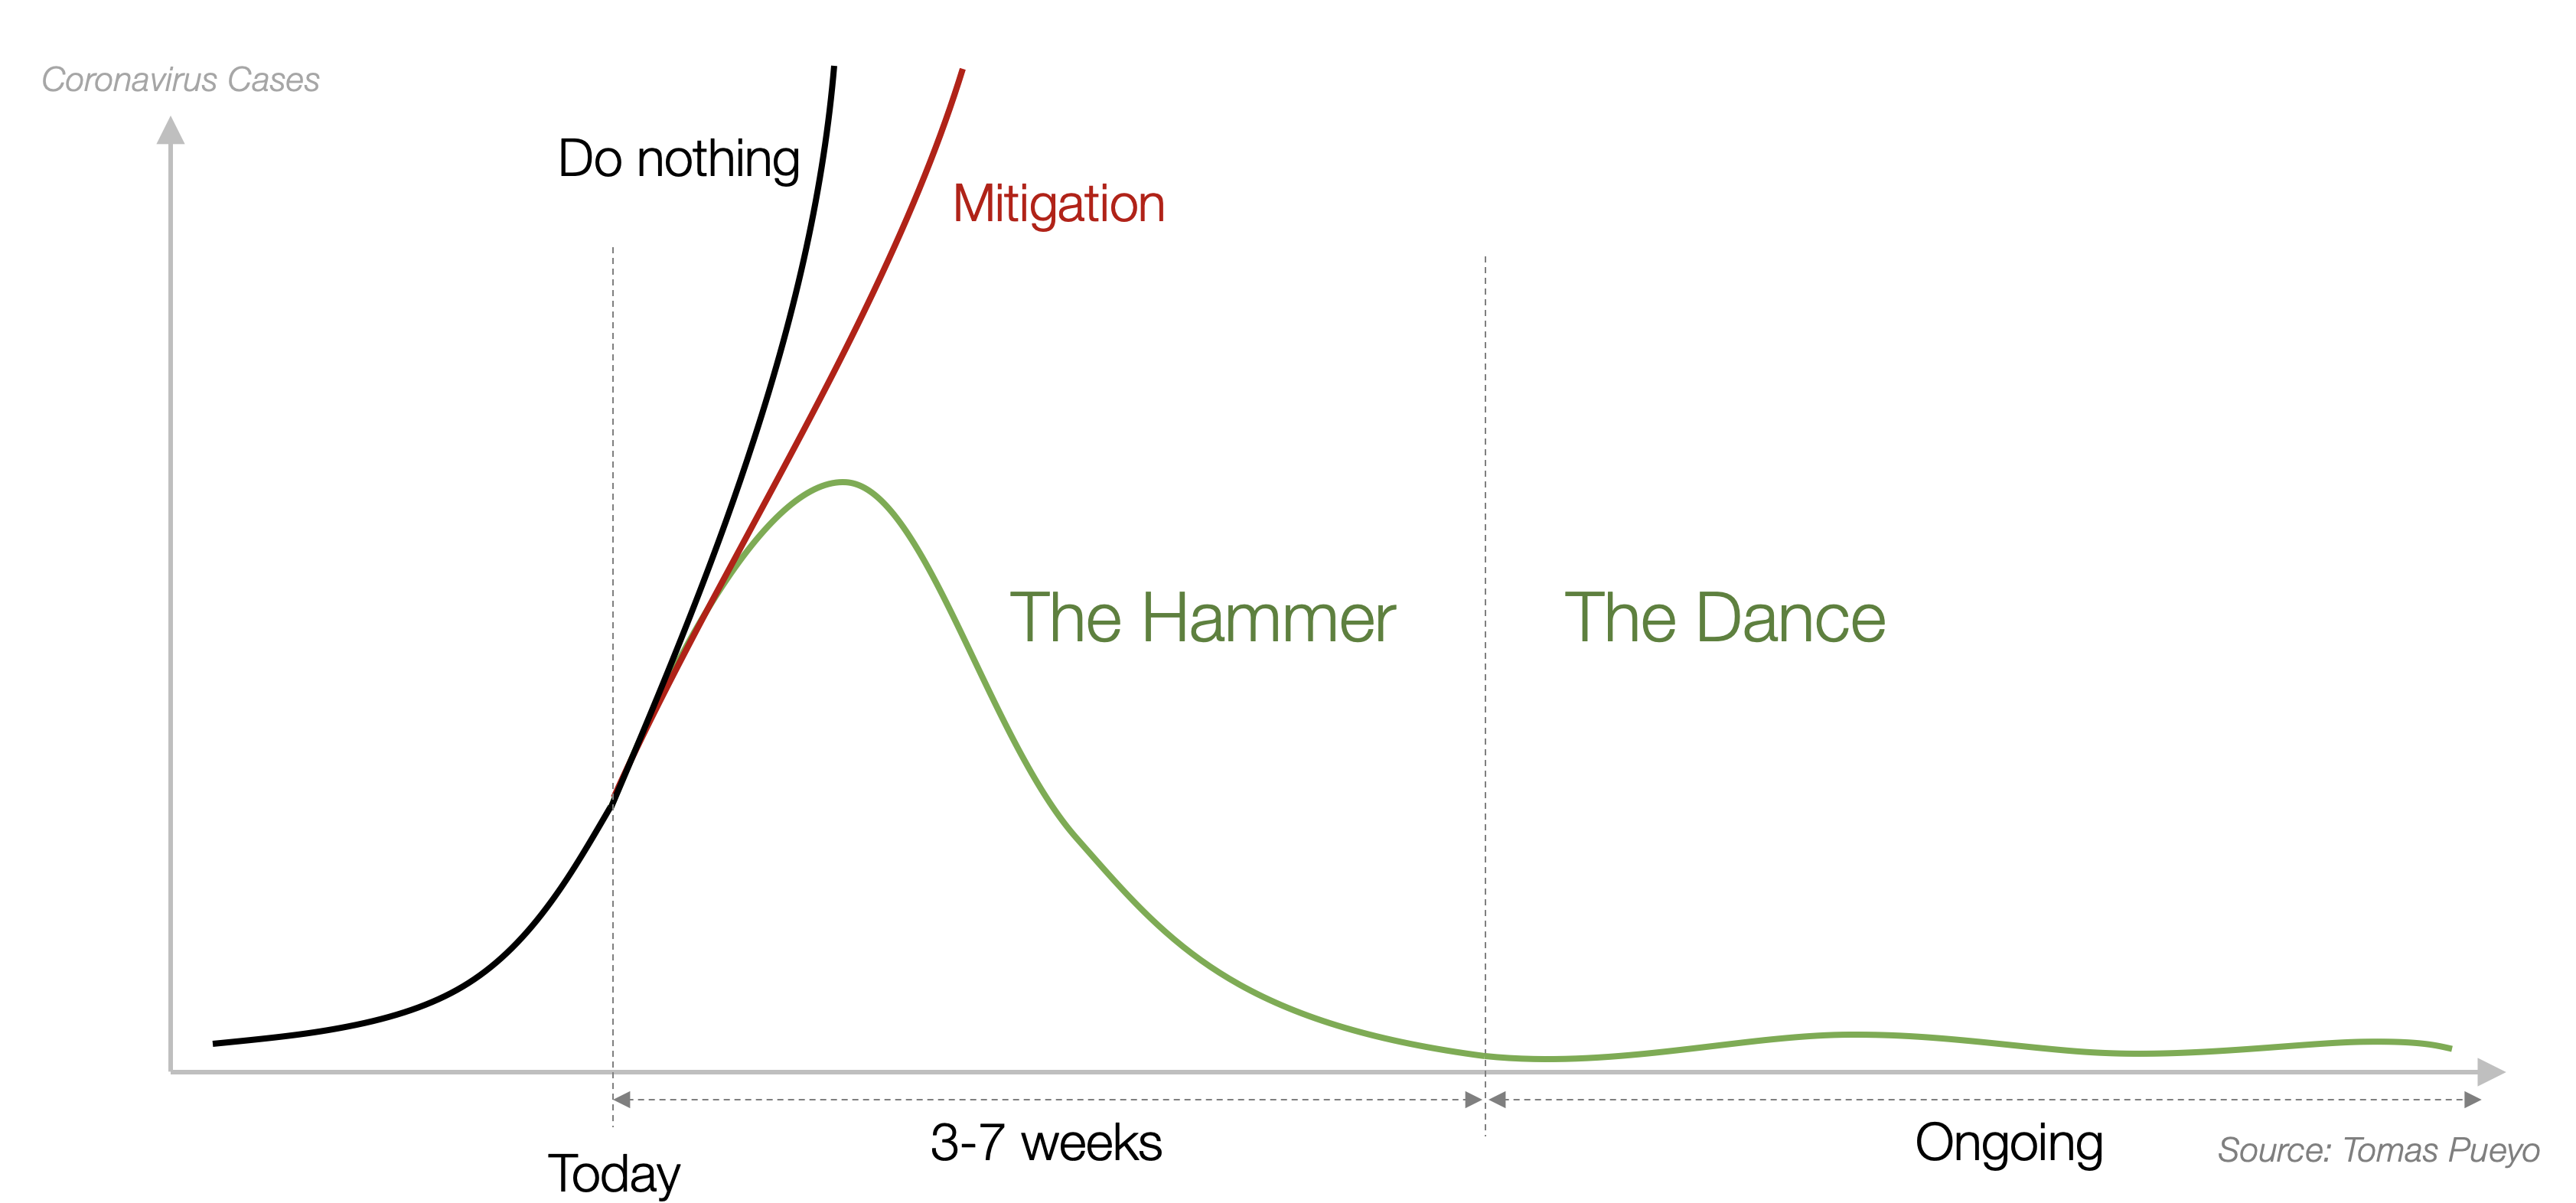 Coronavirus Cases
Do nothing
Mitigation
The Hammer
The Dance
3-7 weeks
Ongoing
Source: Tomas Pueyo
Today